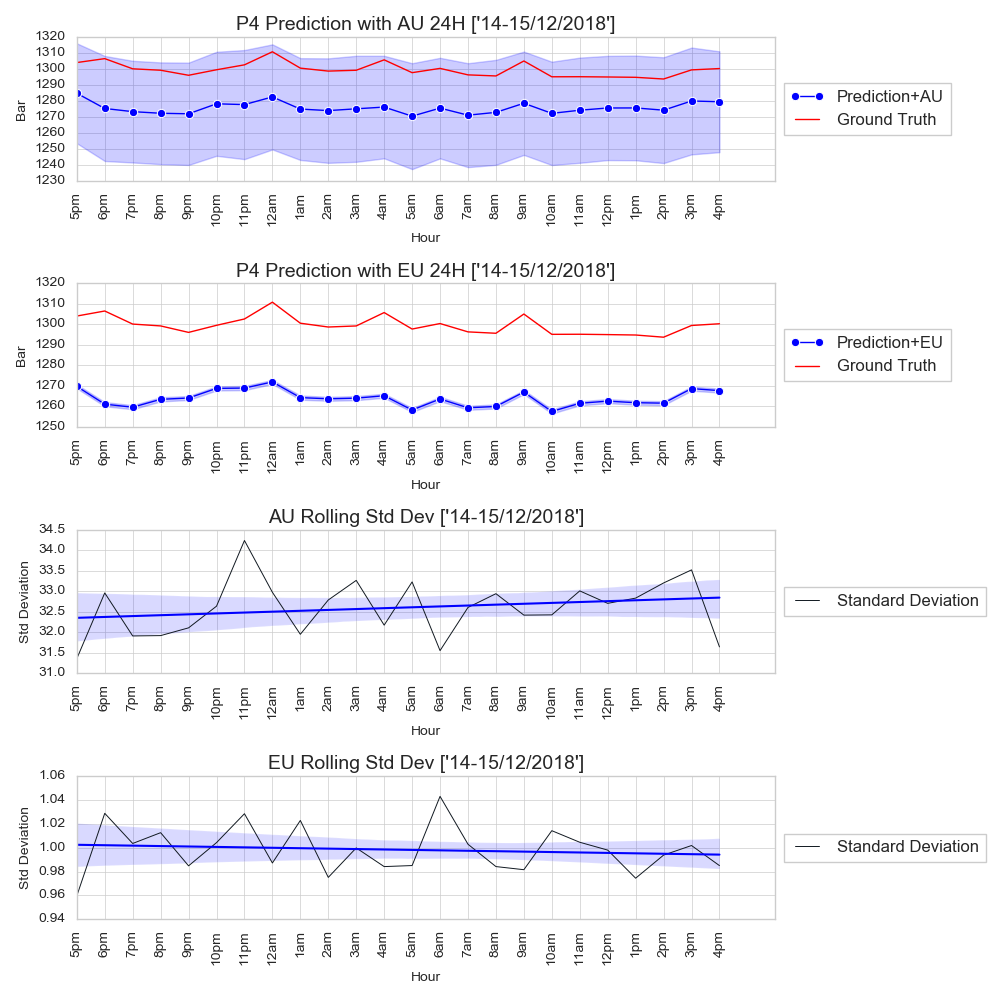 P4 Prediction with AU 24H ['14-15/12/2018']
1320
1310
1300
1290
1280
1270
1260
1250
1240
1230
Bar
5pm 6pm 7pm 8pm 9pm 10pm 11pm 12am 1am 2am 3am 4am 5am 6am 7am 8am 9am 10am 11am 12pm 1pm 2pm 3pm 4pm
Hour
Prediction+AU
Ground Truth
P4 Prediction with EU 24H ['14-15/12/2018']
1320
1310
1300
1290
1280
1270
1260
1250
Bar
5pm 6pm 7pm 8pm 9pm 10pm 11pm 12am 1am 2am 3am 4am 5am 6am 7am 8am 9am 10am 11am 12pm 1pm 2pm 3pm 4pm
Hour
Prediction+EU
Ground Truth
AU Rolling Std Dev ['14-15/12/2018']
34.5
34.0
33.5
33.0
32.5
32.0
31.5
31.0
Std Deviation
5pm 6pm 7pm 8pm 9pm 10pm 11pm 12am 1am 2am 3am 4am 5am 6am 7am 8am 9am 10am 11am 12pm 1pm 2pm 3pm 4pm
Hour
Standard Deviation
EU Rolling Std Dev ['14-15/12/2018']
1.06
1.04
1.02
1.00
0.98
0.96
0.94
Std Deviation
5pm 6pm 7pm 8pm 9pm 10pm 11pm 12am 1am 2am 3am 4am 5am 6am 7am 8am 9am 10am 11am 12pm 1pm 2pm 3pm 4pm
Hour
Standard Deviation